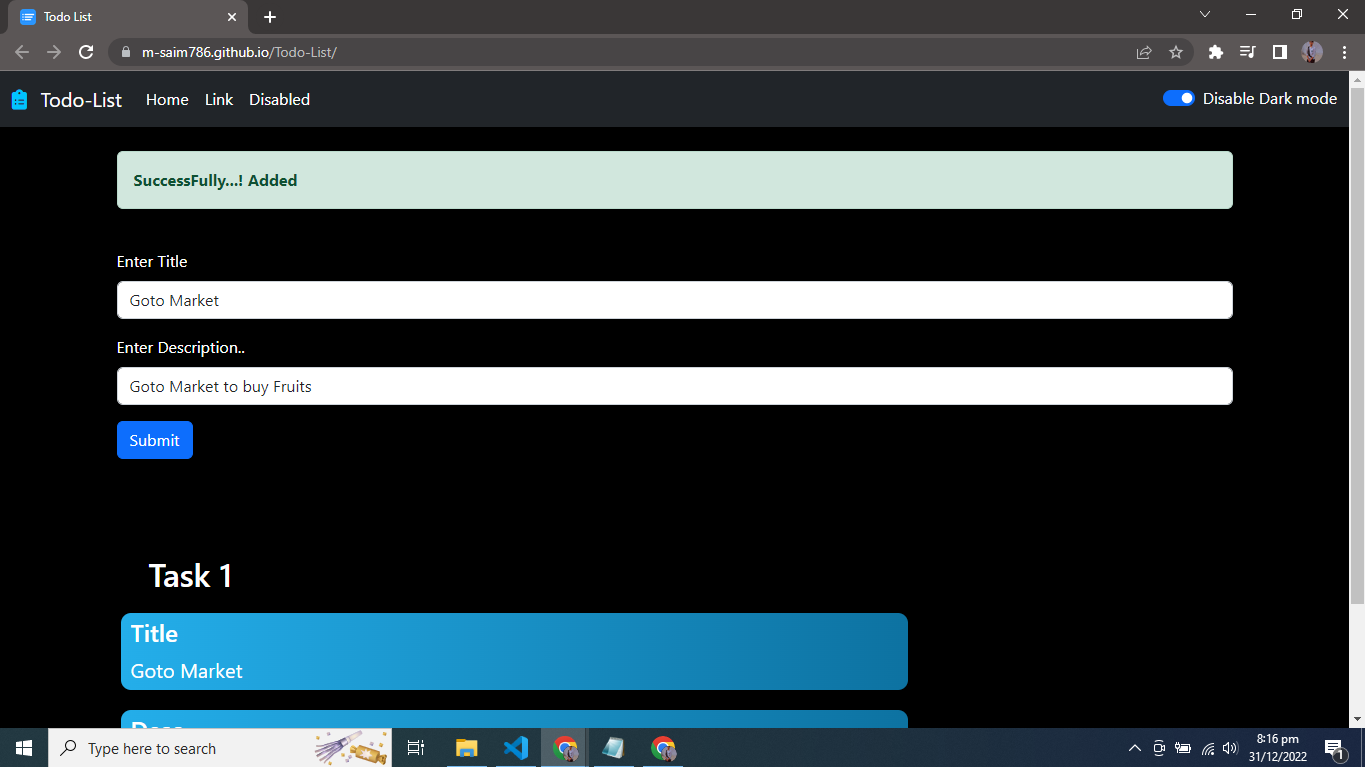 Todo List
m-saim786.github.io/Todo-List/
Todo-List Home Link Disabled Disable Dark mode
SuccessFully...! Added
Enter Title
Goto Market
Enter Description..
Goto Market to buy Fruits
Submit
Task 1
Title
Goto Market
Type here to search
8:16 pm
31/12/2022
1